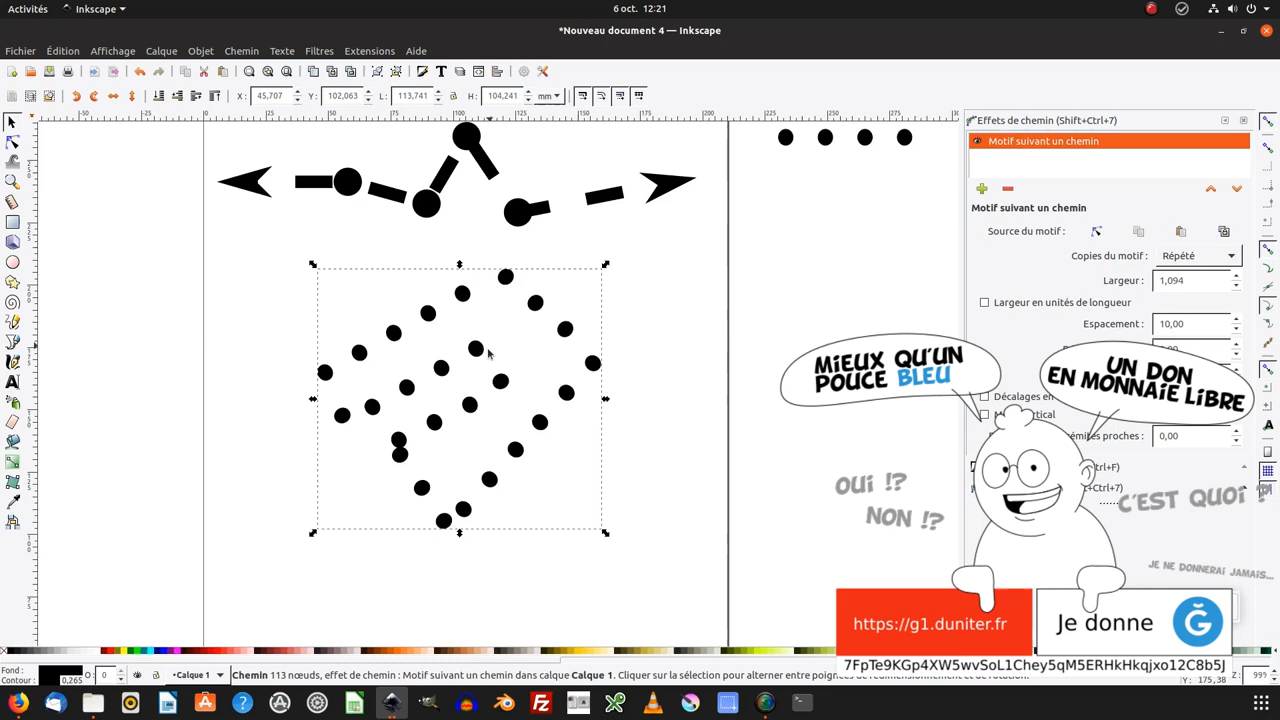 Activités Inkscape 6 oct. 12:21
*Nouveau document 4 — Inkscape
Fichier Édition Affichage Calque Objet Chemin Texte Filtres Extensions Aide
X: 45,707 Y: 102,063 L: 113,741 H: 104,241 mm
Effets de chemin (Shift+Ctrl+7)
Motif suivant un chemin
Motif suivant un chemin
Source du motif :
Copies du motif : Répété
Largeur : 1,094
Largeur en unités de longueur
Espacement : 10,00
MIEUX QU'UN
POUCE BLEU
UN DON
EN MONNAIE LIBRE
Décalages en
0,00
OUI !?
NON !?
C'EST QUOI ?
JE NE DONNERAI JAMAIS...
https://g1.duniter.fr
Je donne
7FpTe9KGp4XW5wvSoL1Chey5qM5ERHkHkqjxo12C8b5J
Fond :
Contour : 0,265
O: 0
•Calque 1
Chemin 113 nœuds, effet de chemin : Motif suivant un chemin dans calque Calque 1. Cliquer sur la sélection pour alterner entre poignées
X:
Y: 175,38
Z: 99%